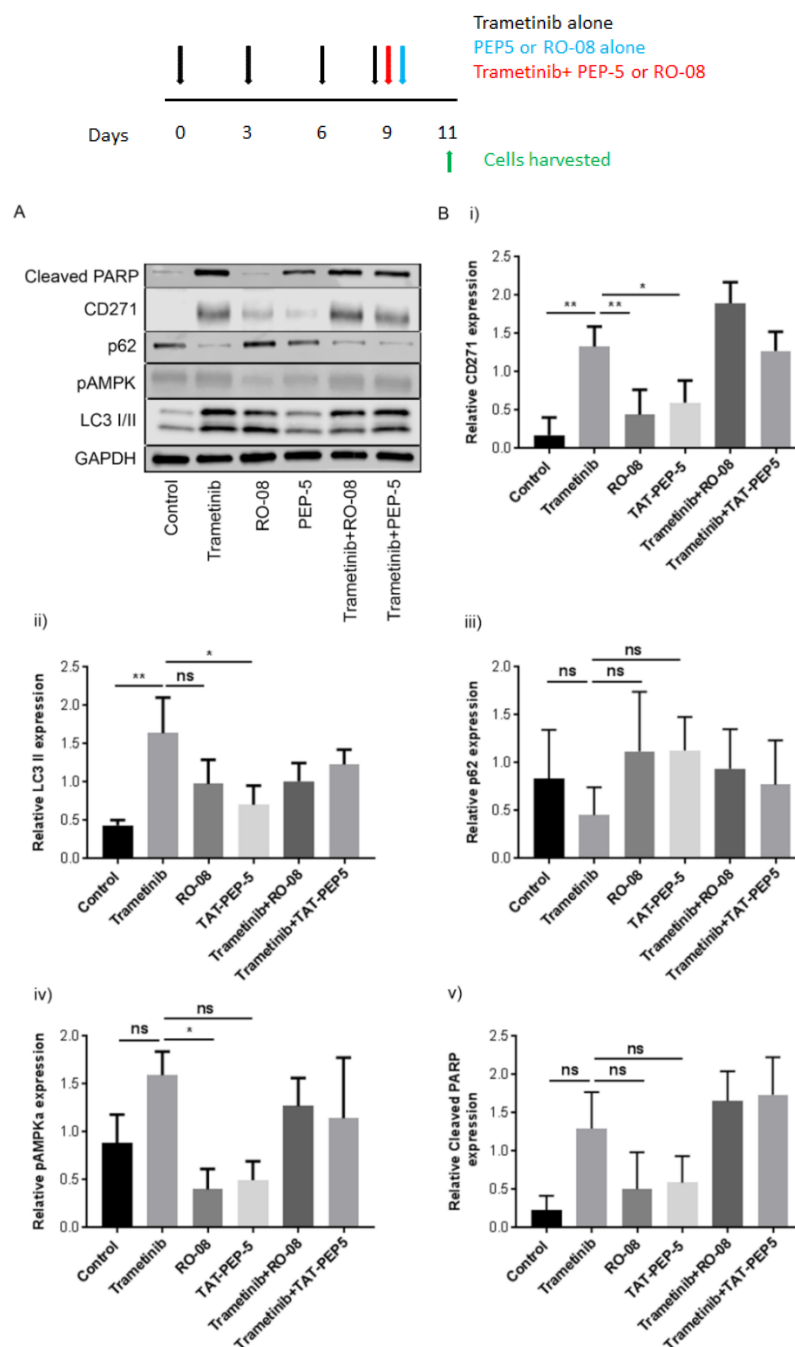 Trametinib alone
PEP5 or RO-08 alone
Trametinib+ PEP-5 or RO-08
Days 0 3 6 9 11
Cells harvested
A
Cleaved PARP
CD271
p62
pAMPK
LC3 I/II
GAPDH
Control
Trametinib
RO-08
PEP-5
Trametinib+RO-08
Trametinib+PEP-5
B i)
Relative CD271 expression
2.5
2.0
1.5
1.0
0.5
0.0
*
** **
Control
Trametinib
RO-08
TAT-PEP-5
Trametinib+RO-08
Trametinib+TAT-PEP5
ii)
Relative LC3 II expression
2.5
2.0
1.5
1.0
0.5
0.0
*
** ns
Control
Trametinib
RO-08
TAT-PEP-5
Trametinib+RO-08
Trametinib+TAT-PEP5
iii)
Relative p62 expression
2.5
2.0
1.5
1.0
0.5
0.0
ns
ns ns
Control
Trametinib
RO-08
TAT-PEP-5
Trametinib+RO-08
Trametinib+TAT-PEP5
iv)
Relative pAMPKa expression
2.0
1.5
1.0
0.5
0.0
ns
ns *
Control
Trametinib
RO-08
TAT-PEP-5
Trametinib+RO-08
Trametinib+TAT-PEP5
v)
Relative Cleaved PARP
expression
2.5
2.0
1.5
1.0
0.5
0.0
ns
ns ns
Control
Trametinib
RO-08
TAT-PEP-5
Trametinib+RO-08
Trametinib+TAT-PEP5